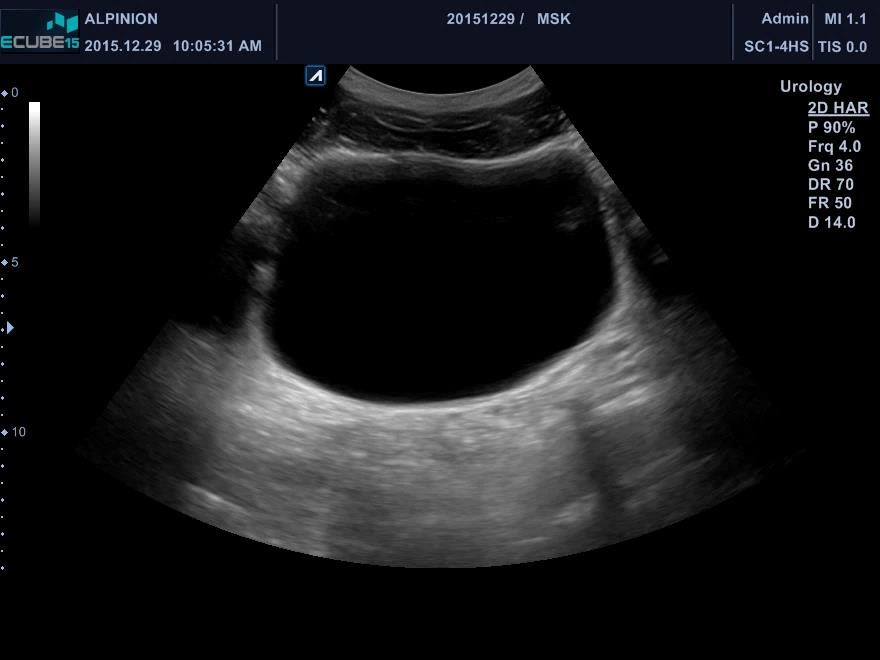 ECUBE15
ALPINION
2015.12.29 10:05:31 AM
20151229 / MSK
Admin
SC1-4HS
MI 1.1
TIS 0.0
Urology
2D HAR
P 90%
Frq 4.0
Gn 36
DR 70
FR 50
D 14.0
0
5
10